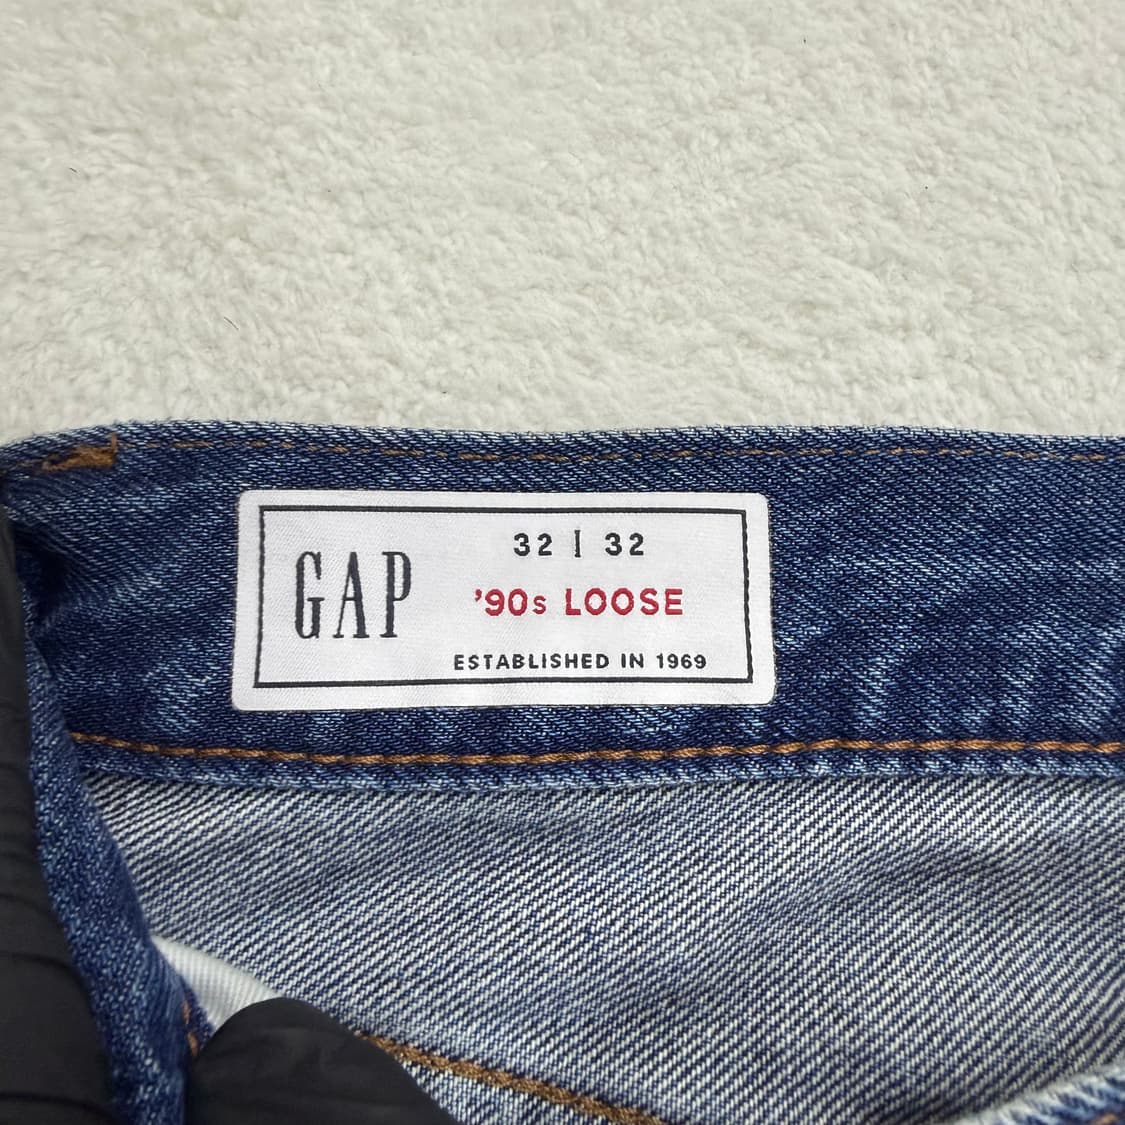 GAP
32 | 32
'90s LOOSE
ESTABLISHED IN 1969